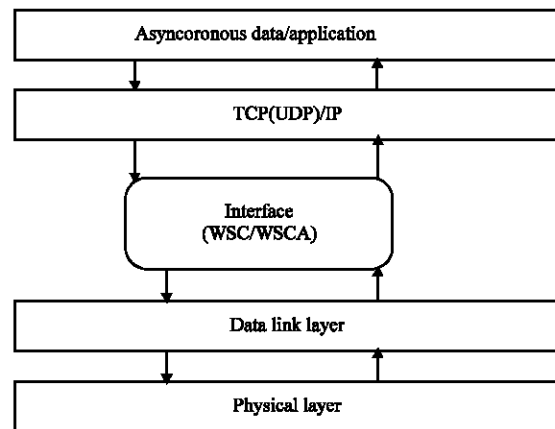 Asyncoronous data/application
TCP(UDP)/IP
Interface
(WSC/WSCA)
Data link layer
Physical layer